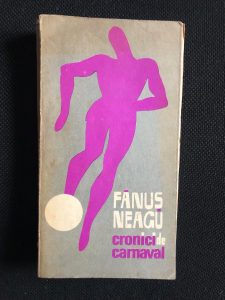 FĂNUȘ
NEAGU
cronici de
carnaval